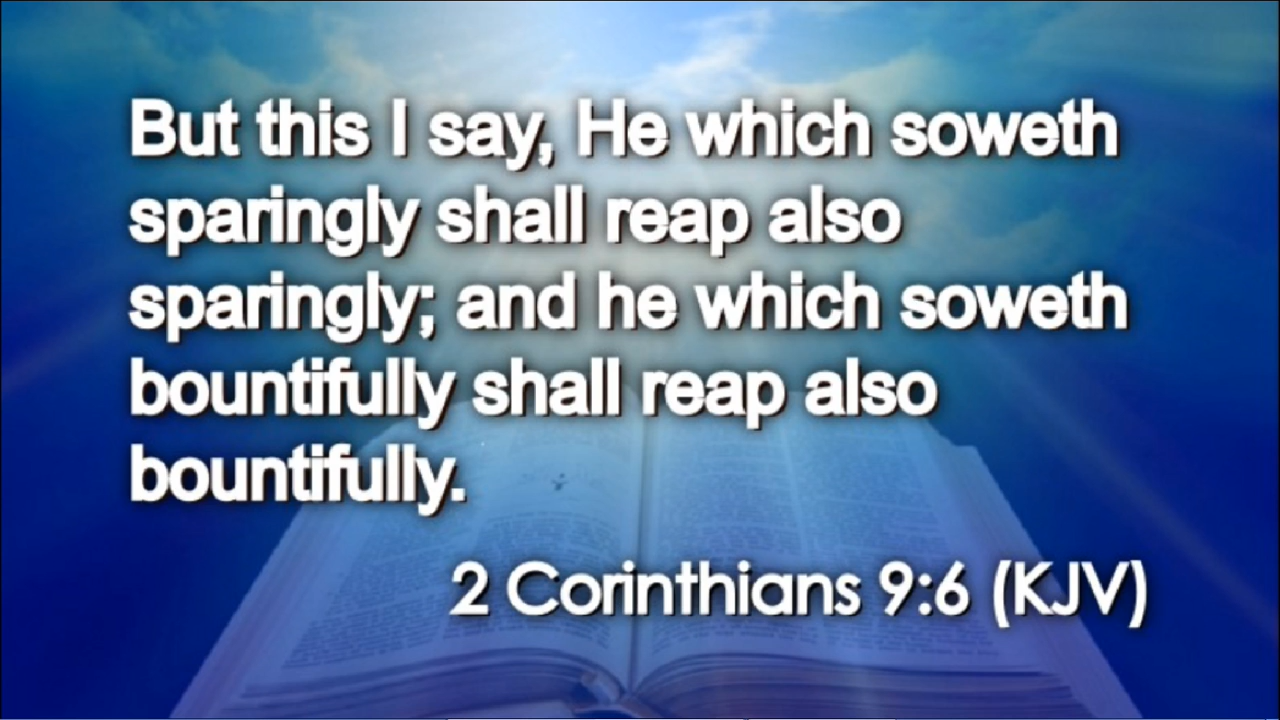 But this I say, He which soweth
sparingly shall reap also
sparingly; and he which soweth
bountifully shall reap also
bountifully.
2 Corinthians 9:6 (KJV)